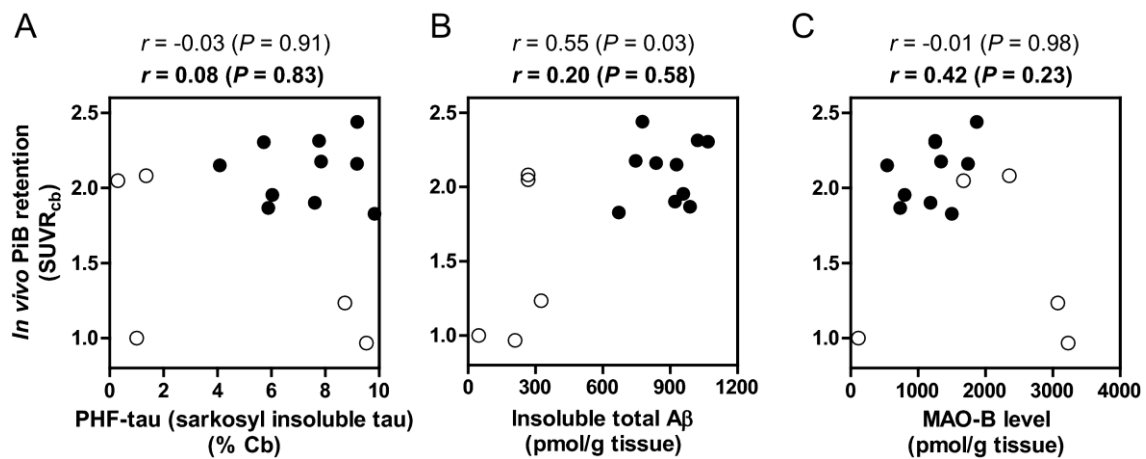 A
r = -0.03 (P = 0.91)
r = 0.08 (P = 0.83)
In vivo PiB retention
(SUVRcb)
2.5
2.0
1.5
1.0
0 2 4 6 8 10
PHF-tau (sarkosyl insoluble tau)
(% Cb)
B
r = 0.55 (P = 0.03)
r = 0.20 (P = 0.58)
2.5
2.0
1.5
1.0
0 300 600 900 1200
Insoluble total Aβ
(pmol/g tissue)
C
r = -0.01 (P = 0.98)
r = 0.42 (P = 0.23)
2.5
2.0
1.5
1.0
0 1000 2000 3000 4000
MAO-B level
(pmol/g tissue)